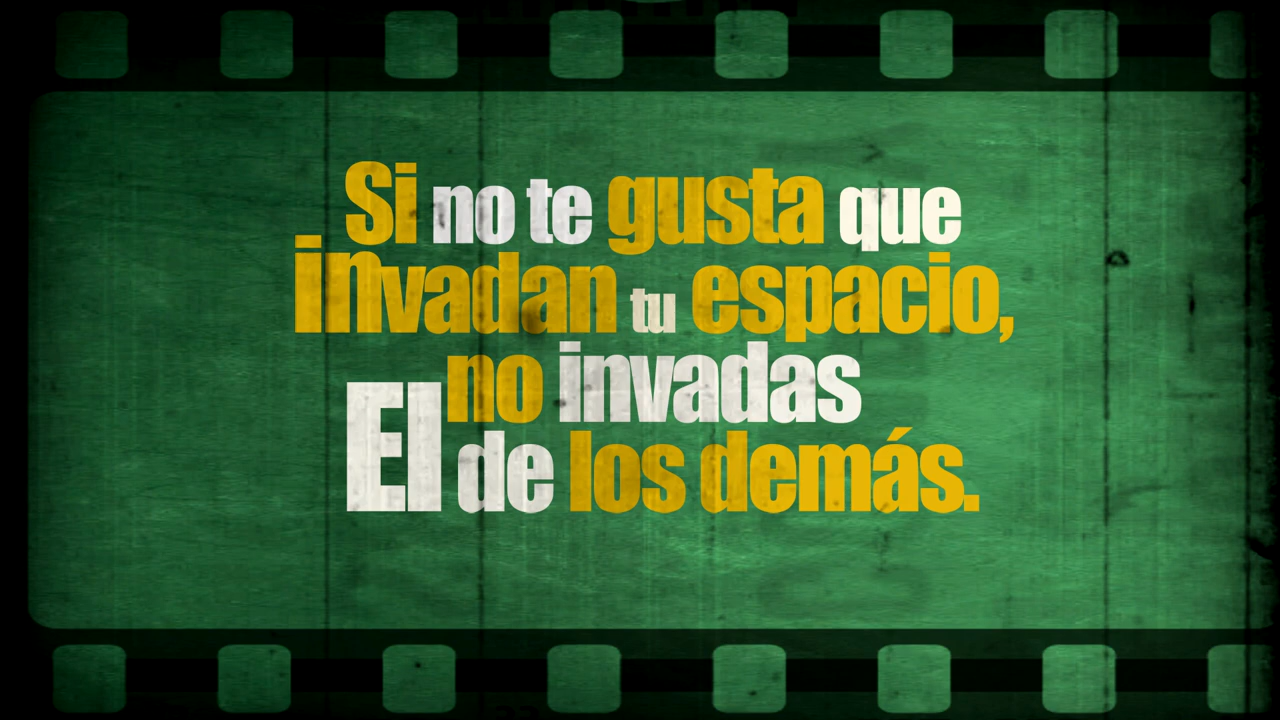 Si no te gusta que
invadan tu espacio,
no invadas
El de los demás.